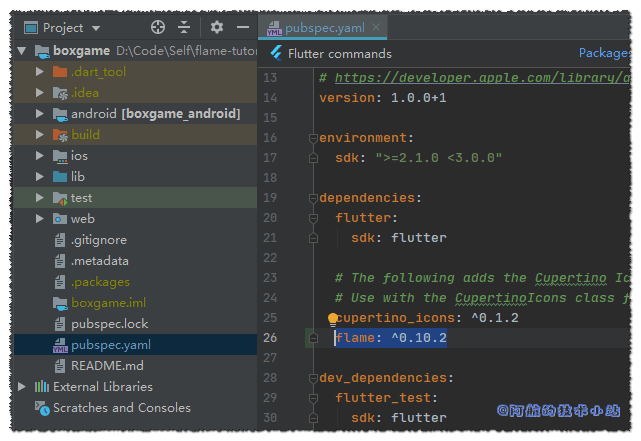 Project
pubspec.yaml
boxgame D:\Code\Self\flame-tutor
.dart_tool
.idea
android [boxgame_android]
build
ios
lib
test
web
.gitignore
.metadata
.packages
boxgame.iml
pubspec.lock
pubspec.yaml
README.md
External Libraries
Scratches and Consoles
Flutter commands
Packages
13 # https://developer.apple.com/library/a
14 version: 1.0.0+1
15
16 environment:
17 sdk: ">=2.1.0 <3.0.0"
18
19 dependencies:
20 flutter:
21 sdk: flutter
22
23 # The following adds the Cupertino Ic
24 # Use with the CupertinoIcons class f
25 cupertino_icons: ^0.1.2
26 flame: ^0.10.2
27
28 dev_dependencies:
29 flutter_test:
30 sdk: flutter
@阿航的技术小站